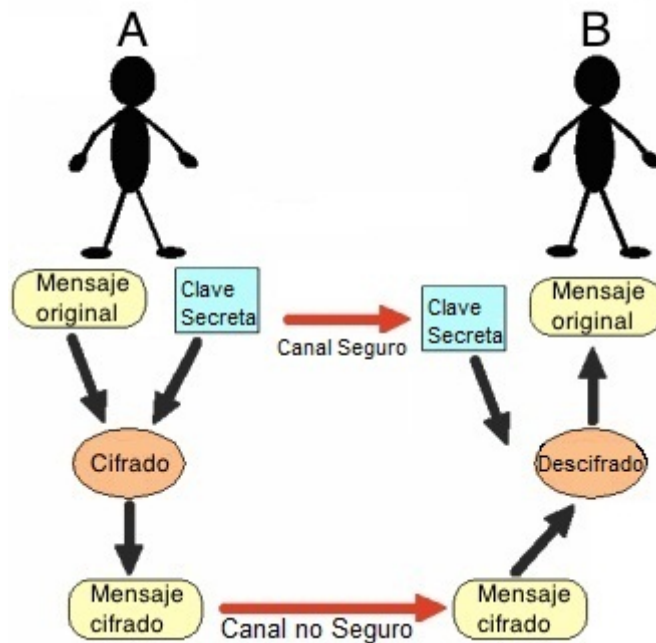 A
B
Mensaje
original
Clave
Secreta
Canal Seguro
Clave
Secreta
Mensaje
original
Cifrado
Descifrado
Mensaje
cifrado
Canal no Seguro
Mensaje
cifrado